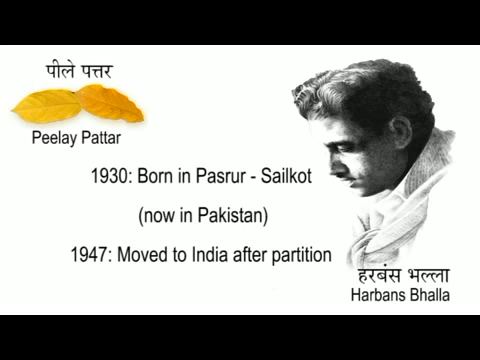 पीले पत्तर
Peelay Pattar
1930: Born in Pasrur - Sailkot
(now in Pakistan)
1947: Moved to India after partition
हरबंस भल्ला
Harbans Bhalla